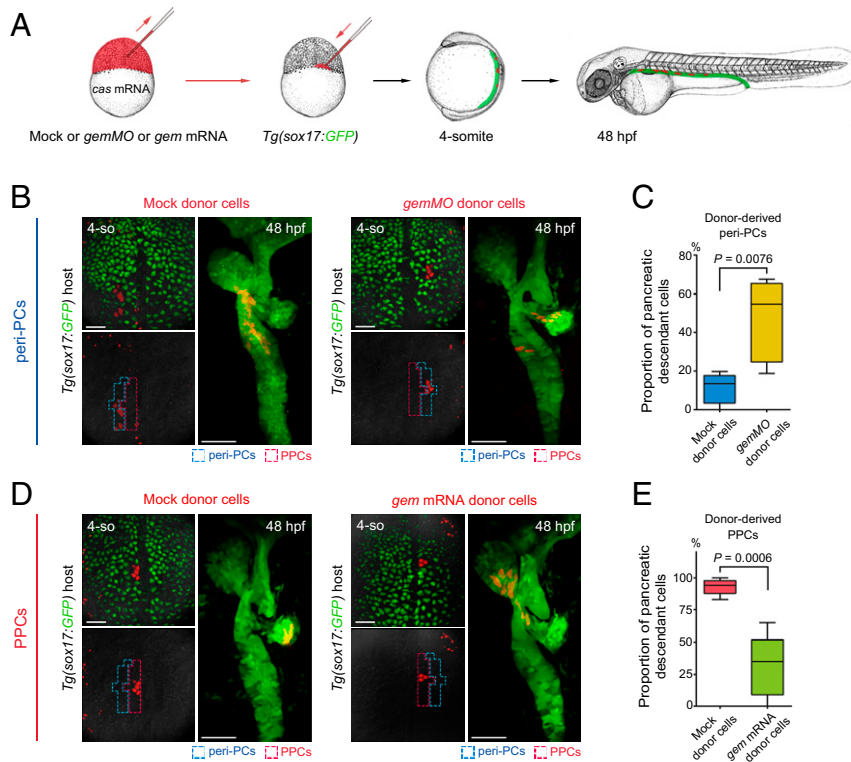 A
cas mRNA
Mock or gemMO or gem mRNA
Tg(sox17:GFP)
4-somite
48 hpf
B
Mock donor cells
gemMO donor cells
peri-PCs
Tg(sox17:GFP) host
4-so
48 hpf
Tg(sox17:GFP) host
4-so
48 hpf
peri-PCs
PPCs
peri-PCs
PPCs
C
Donor-derived
peri-PCs
%
P = 0.0076
Proportion of pancreatic
descendant cells
80
60
40
20
0
Mock
donor cells
gemMO
donor cells
D
Mock donor cells
gem mRNA donor cells
PPCs
Tg(sox17:GFP) host
4-so
48 hpf
Tg(sox17:GFP) host
4-so
48 hpf
peri-PCs
PPCs
peri-PCs
PPCs
E
Donor-derived
PPCs
%
P = 0.0006
Proportion of pancreatic
descendant cells
100
75
50
25
0
Mock
donor cells
gem mRNA
donor cells